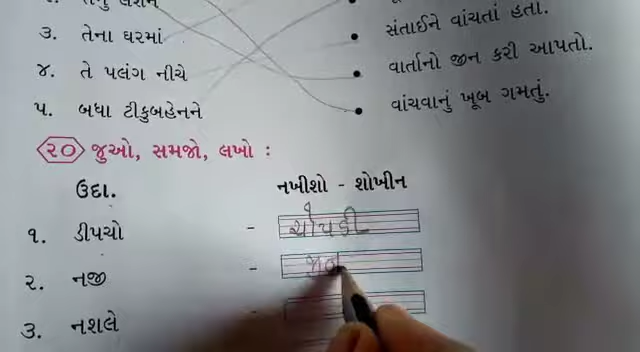 ૩. તેના ઘરમાં
સંતાઈને વાંચતાં હતાં.
૪. તે પલંગ નીચે
વાર્તાનો જીન કરી આપતો.
૫. બધા ટીકુબહેનને
વાંચવાનું ખૂબ ગમતું.
૨૦ જુઓ, સમજો, લખો :
ઉદા.
નખીશો - શોખીન
૧. ડીપચો - ચોપડી
૨. નજી - જીન
૩. નશલે -